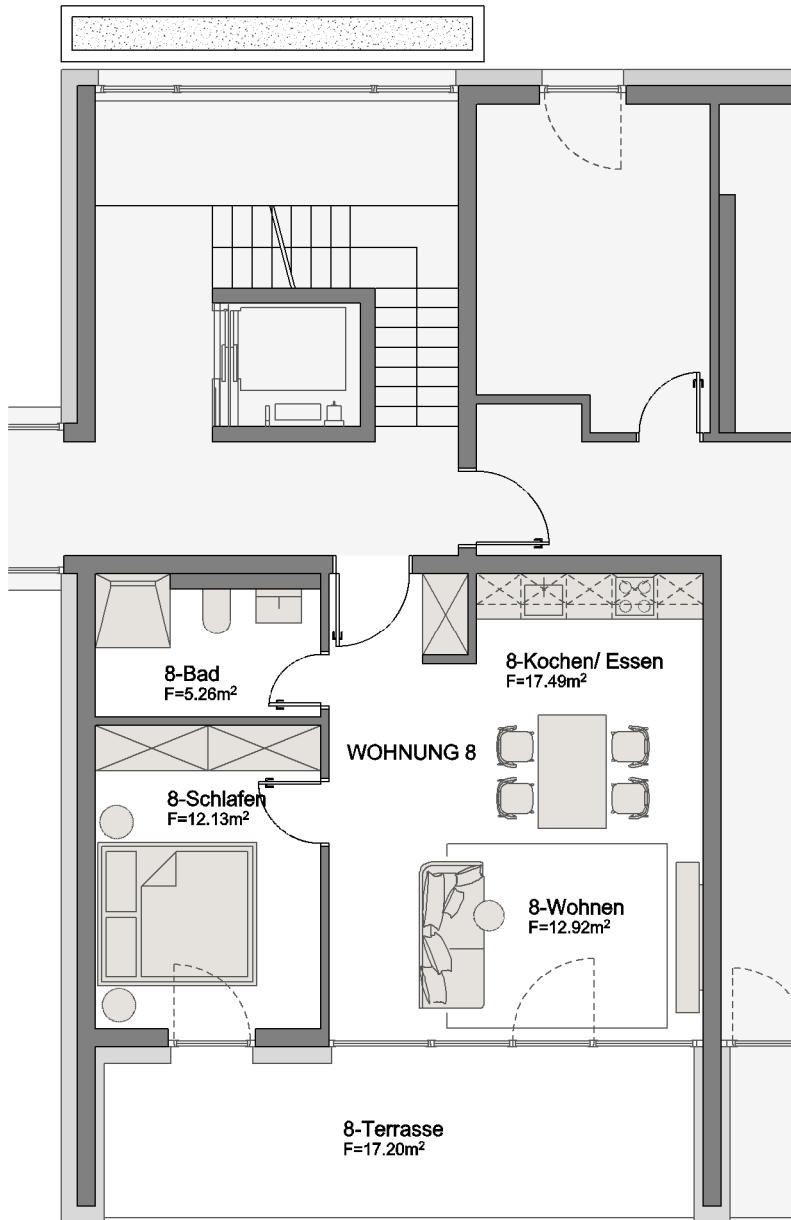 8-Bad
F=5.26m²
8-Kochen/ Essen
F=17.49m²
WOHNUNG 8
8-Schlafen
F=12.13m²
8-Wohnen
F=12.92m²
8-Terrasse
F=17.20m²